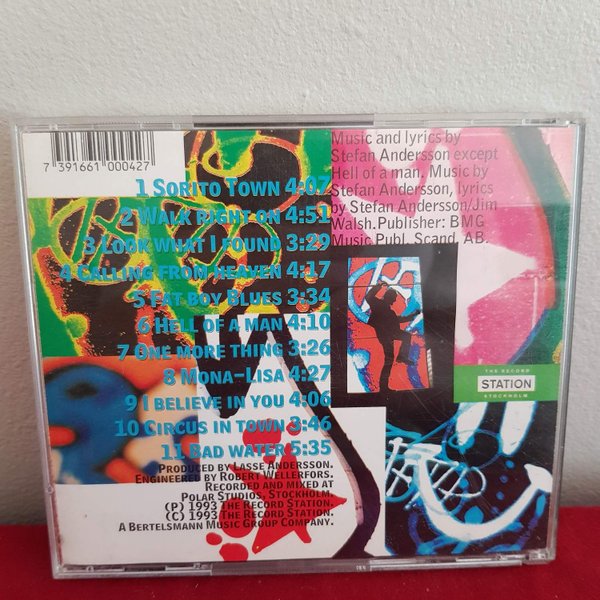 7 391661 000427
Music and lyrics by
Stefan Andersson except
Hell of a man. Music by
Stefan Andersson, lyrics
by Stefan Andersson/Jim
Walsh.Publisher: BMG
Music Publ. Scand, AB.
1 Sorito Town 4:07
2 Walk right on 4:51
3 Look what I found 3:29
4 Calling from heaven 4:17
5 Fat boy Blues 3:34
6 Hell of a man 4:10
7 One more thing 3:26
8 Mona-Lisa 4:27
9 I believe in you 4:06
10 Circus in town 3:46
11 Bad water 5:35
THE RECORD
STATION
STOCKHOLM
Produced by Lasse Andersson.
Engineered by Robert Wellerfors.
Recorded and mixed at
Polar Studios, Stockholm.
(P) 1993 The Record Station.
(C) 1993 The Record Station.
A Bertelsmann Music Group Company.